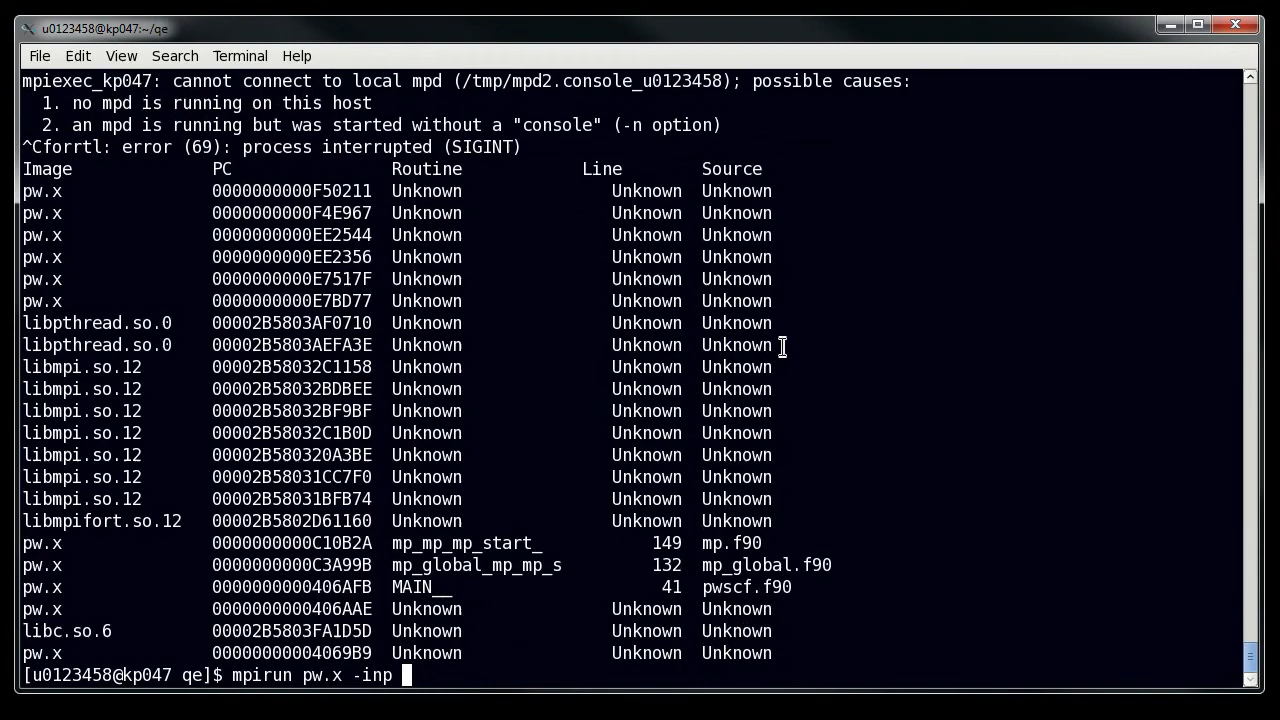 u0123458@kp047:~/qe
File Edit View Search Terminal Help
mpiexec_kp047: cannot connect to local mpd (/tmp/mpd2.console_u0123458); possible causes:
1. no mpd is running on this host
2. an mpd is running but was started without a "console" (-n option)
^Cforrtl: error (69): process interrupted (SIGINT)
Image PC Routine Line Source
pw.x 0000000000F50211 Unknown Unknown Unknown
pw.x 0000000000F4E967 Unknown Unknown Unknown
pw.x 0000000000EE2544 Unknown Unknown Unknown
pw.x 0000000000EE2356 Unknown Unknown Unknown
pw.x 0000000000E7517F Unknown Unknown Unknown
pw.x 0000000000E7BD77 Unknown Unknown Unknown
libpthread.so.0 00002B5803AF0710 Unknown Unknown Unknown
libpthread.so.0 00002B5803AEFA3E Unknown Unknown Unknown
libmpi.so.12 00002B58032C1158 Unknown Unknown Unknown
libmpi.so.12 00002B58032BDBEE Unknown Unknown Unknown
libmpi.so.12 00002B58032BF9BF Unknown Unknown Unknown
libmpi.so.12 00002B58032C1B0D Unknown Unknown Unknown
libmpi.so.12 00002B580320A3BE Unknown Unknown Unknown
libmpi.so.12 00002B58031CC7F0 Unknown Unknown Unknown
libmpi.so.12 00002B58031BFB74 Unknown Unknown Unknown
libmpifort.so.12 00002B5802D61160 Unknown Unknown Unknown
pw.x 0000000000C10B2A mp_mp_mp_start_ 149 mp.f90
pw.x 0000000000C3A99B mp_global_mp_mp_s 132 mp_global.f90
pw.x 0000000000406AFB MAIN__ 41 pwscf.f90
pw.x 0000000000406AAE Unknown Unknown Unknown
libc.so.6 00002B5803FA1D5D Unknown Unknown Unknown
pw.x 00000000004069B9 Unknown Unknown Unknown
[u0123458@kp047 qe]$ mpirun pw.x -inp